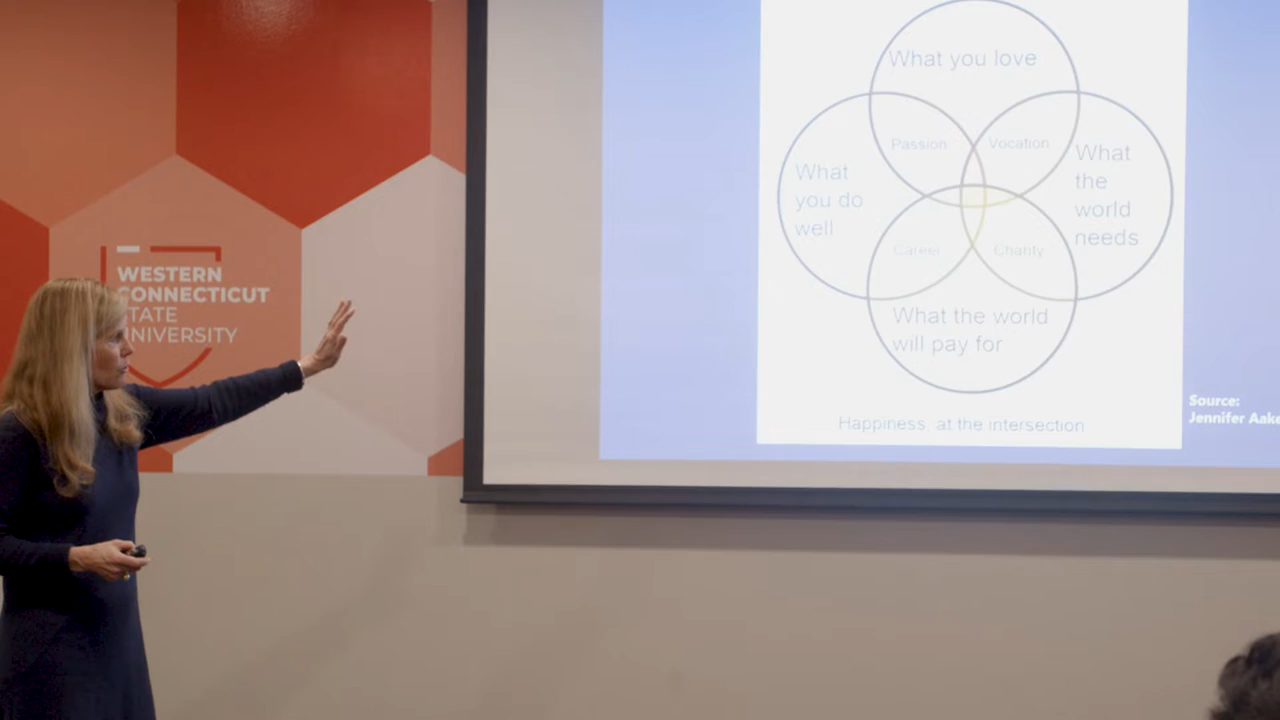 What you love
Passion
Vocation
What
you do
well
What
the
world
needs
Career
Charity
What the world
will pay for
Happiness, at the intersection
Source:
Jennifer Aake
WESTERN
CONNECTICUT
STATE
UNIVERSITY